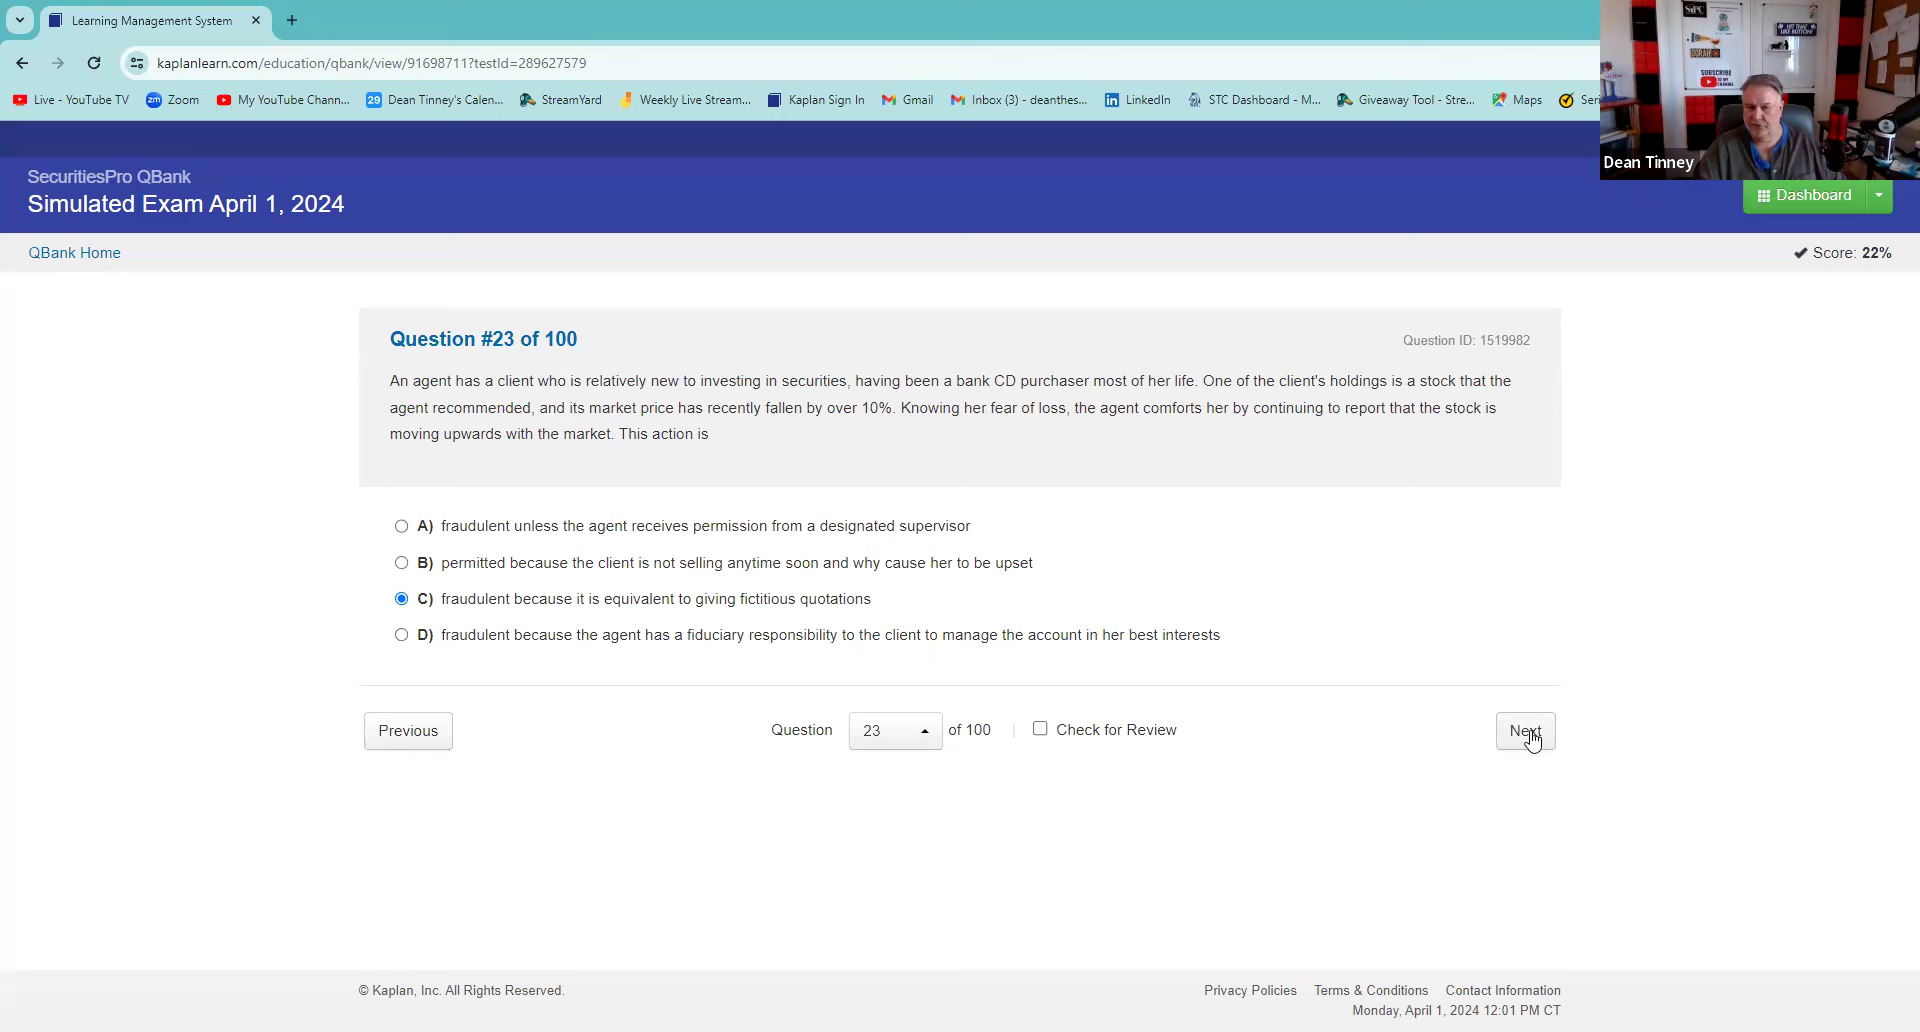 Learning Management System
kaplanlearn.com/education/qbank/view/91698711?testId=289627579
Live - YouTube TV
Zoom
My YouTube Chann...
29 Dean Tinney's Calen...
StreamYard
Weekly Live Stream...
Kaplan Sign In
Gmail
Inbox (3) - deanthes...
LinkedIn
STC Dashboard - M...
Giveaway Tool - Stre...
Maps
Seri
SIPC
HIT THAT LIKE BUTTON!
SUBSCRIBE
Dean Tinney
SecuritiesPro QBank
Simulated Exam April 1, 2024
Dashboard
QBank Home
Score: 22%
Question #23 of 100
Question ID: 1519982
An agent has a client who is relatively new to investing in securities, having been a bank CD purchaser most of her life. One of the client's holdings is a stock that the
agent recommended, and its market price has recently fallen by over 10%. Knowing her fear of loss, the agent comforts her by continuing to report that the stock is
moving upwards with the market. This action is
A) fraudulent unless the agent receives permission from a designated supervisor
B) permitted because the client is not selling anytime soon and why cause her to be upset
C) fraudulent because it is equivalent to giving fictitious quotations
D) fraudulent because the agent has a fiduciary responsibility to the client to manage the account in her best interests
Previous
Question 23 of 100
Check for Review
Next
© Kaplan, Inc. All Rights Reserved.
Privacy Policies Terms & Conditions Contact Information
Monday, April 1, 2024 12:01 PM CT